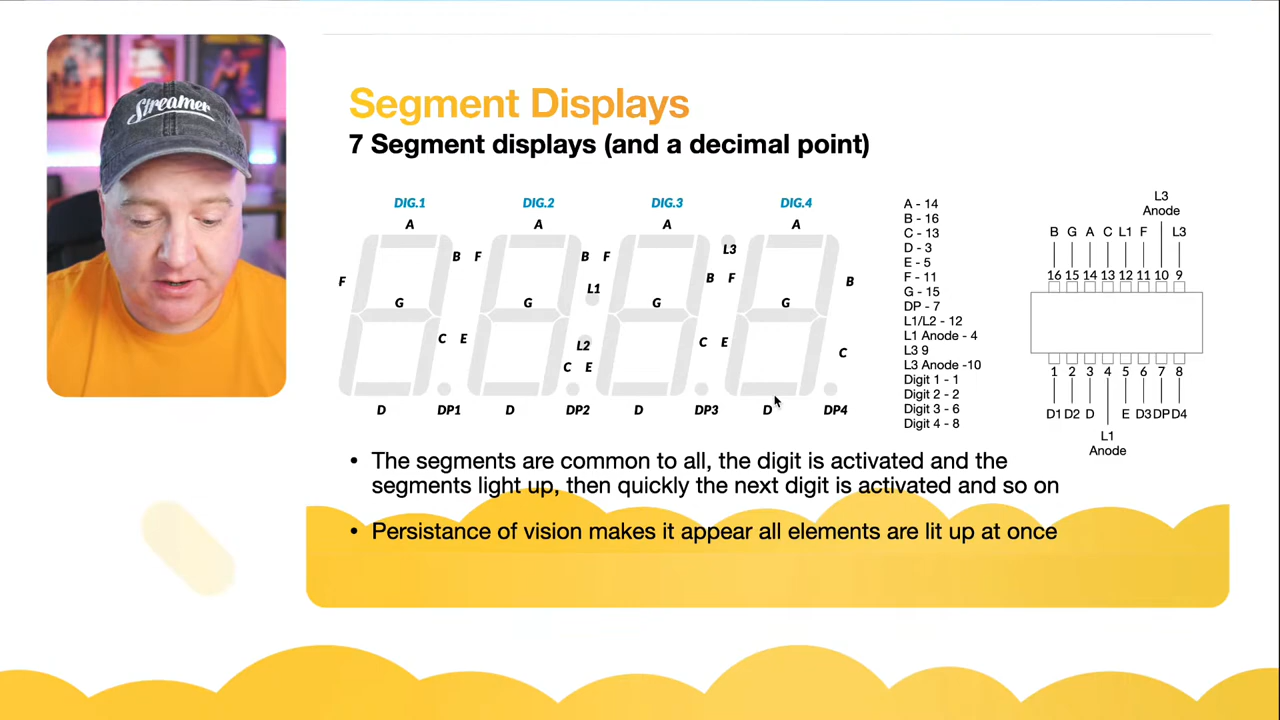 Streamer
Segment Displays
7 Segment displays (and a decimal point)
DIG.1 DIG.2 DIG.3 DIG.4
A A A A
B F B F L3
F B F B
L1
G G G G
C E L2 C E C
C E
D DP1 D DP2 D DP3 D DP4
A - 14
B - 16
C - 13
D - 3
E - 5
F - 11
G - 15
DP - 7
L1/L2 - 12
L1 Anode - 4
L3 9
L3 Anode -10
Digit 1 - 1
Digit 2 - 2
Digit 3 - 6
Digit 4 - 8
L3
Anode
B G A C L1 F L3
16 15 14 13 12 11 10 9
1 2 3 4 5 6 7 8
D1 D2 D E D3 DP D4
L1
Anode
• The segments are common to all, the digit is activated and the
segments light up, then quickly the next digit is activated and so on
• Persistance of vision makes it appear all elements are lit up at once